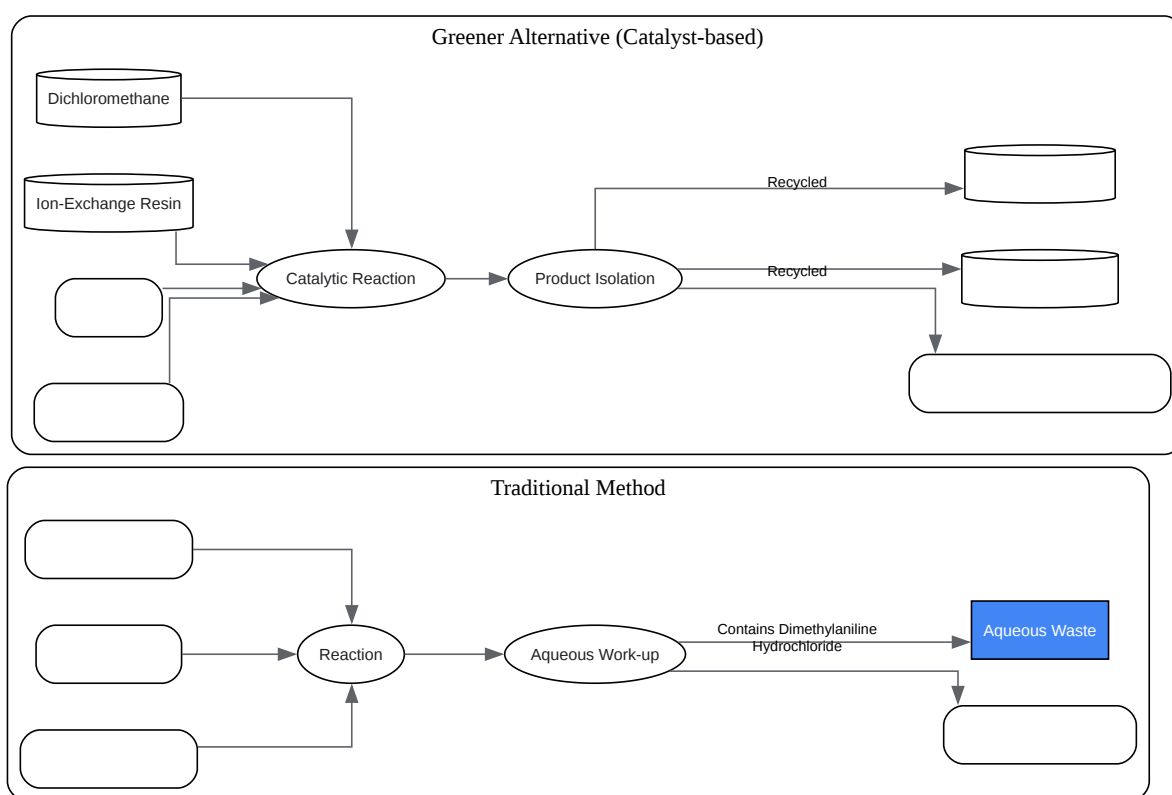 Greener Alternative (Catalyst-based)
Dichloromethane
Ion-Exchange Resin
Recycled
Catalytic Reaction
Product Isolation
Recycled
Traditional Method
Contains Dimethylaniline
Hydrochloride
Aqueous Waste
Reaction
Aqueous Work-up